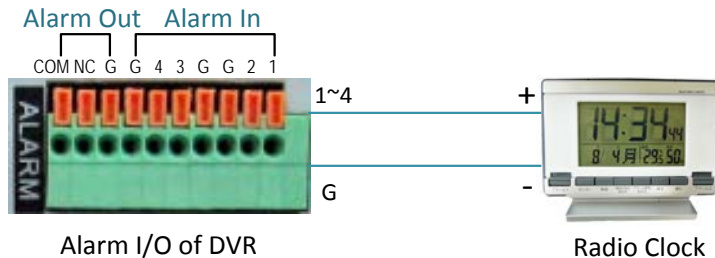 Alarm Out Alarm In
COM NC G G 4 3 G G 2 1
ALARM
1~4
+
G
-
14:34 44
8/ 4 月 29.5 50
Alarm I/O of DVR
Radio Clock